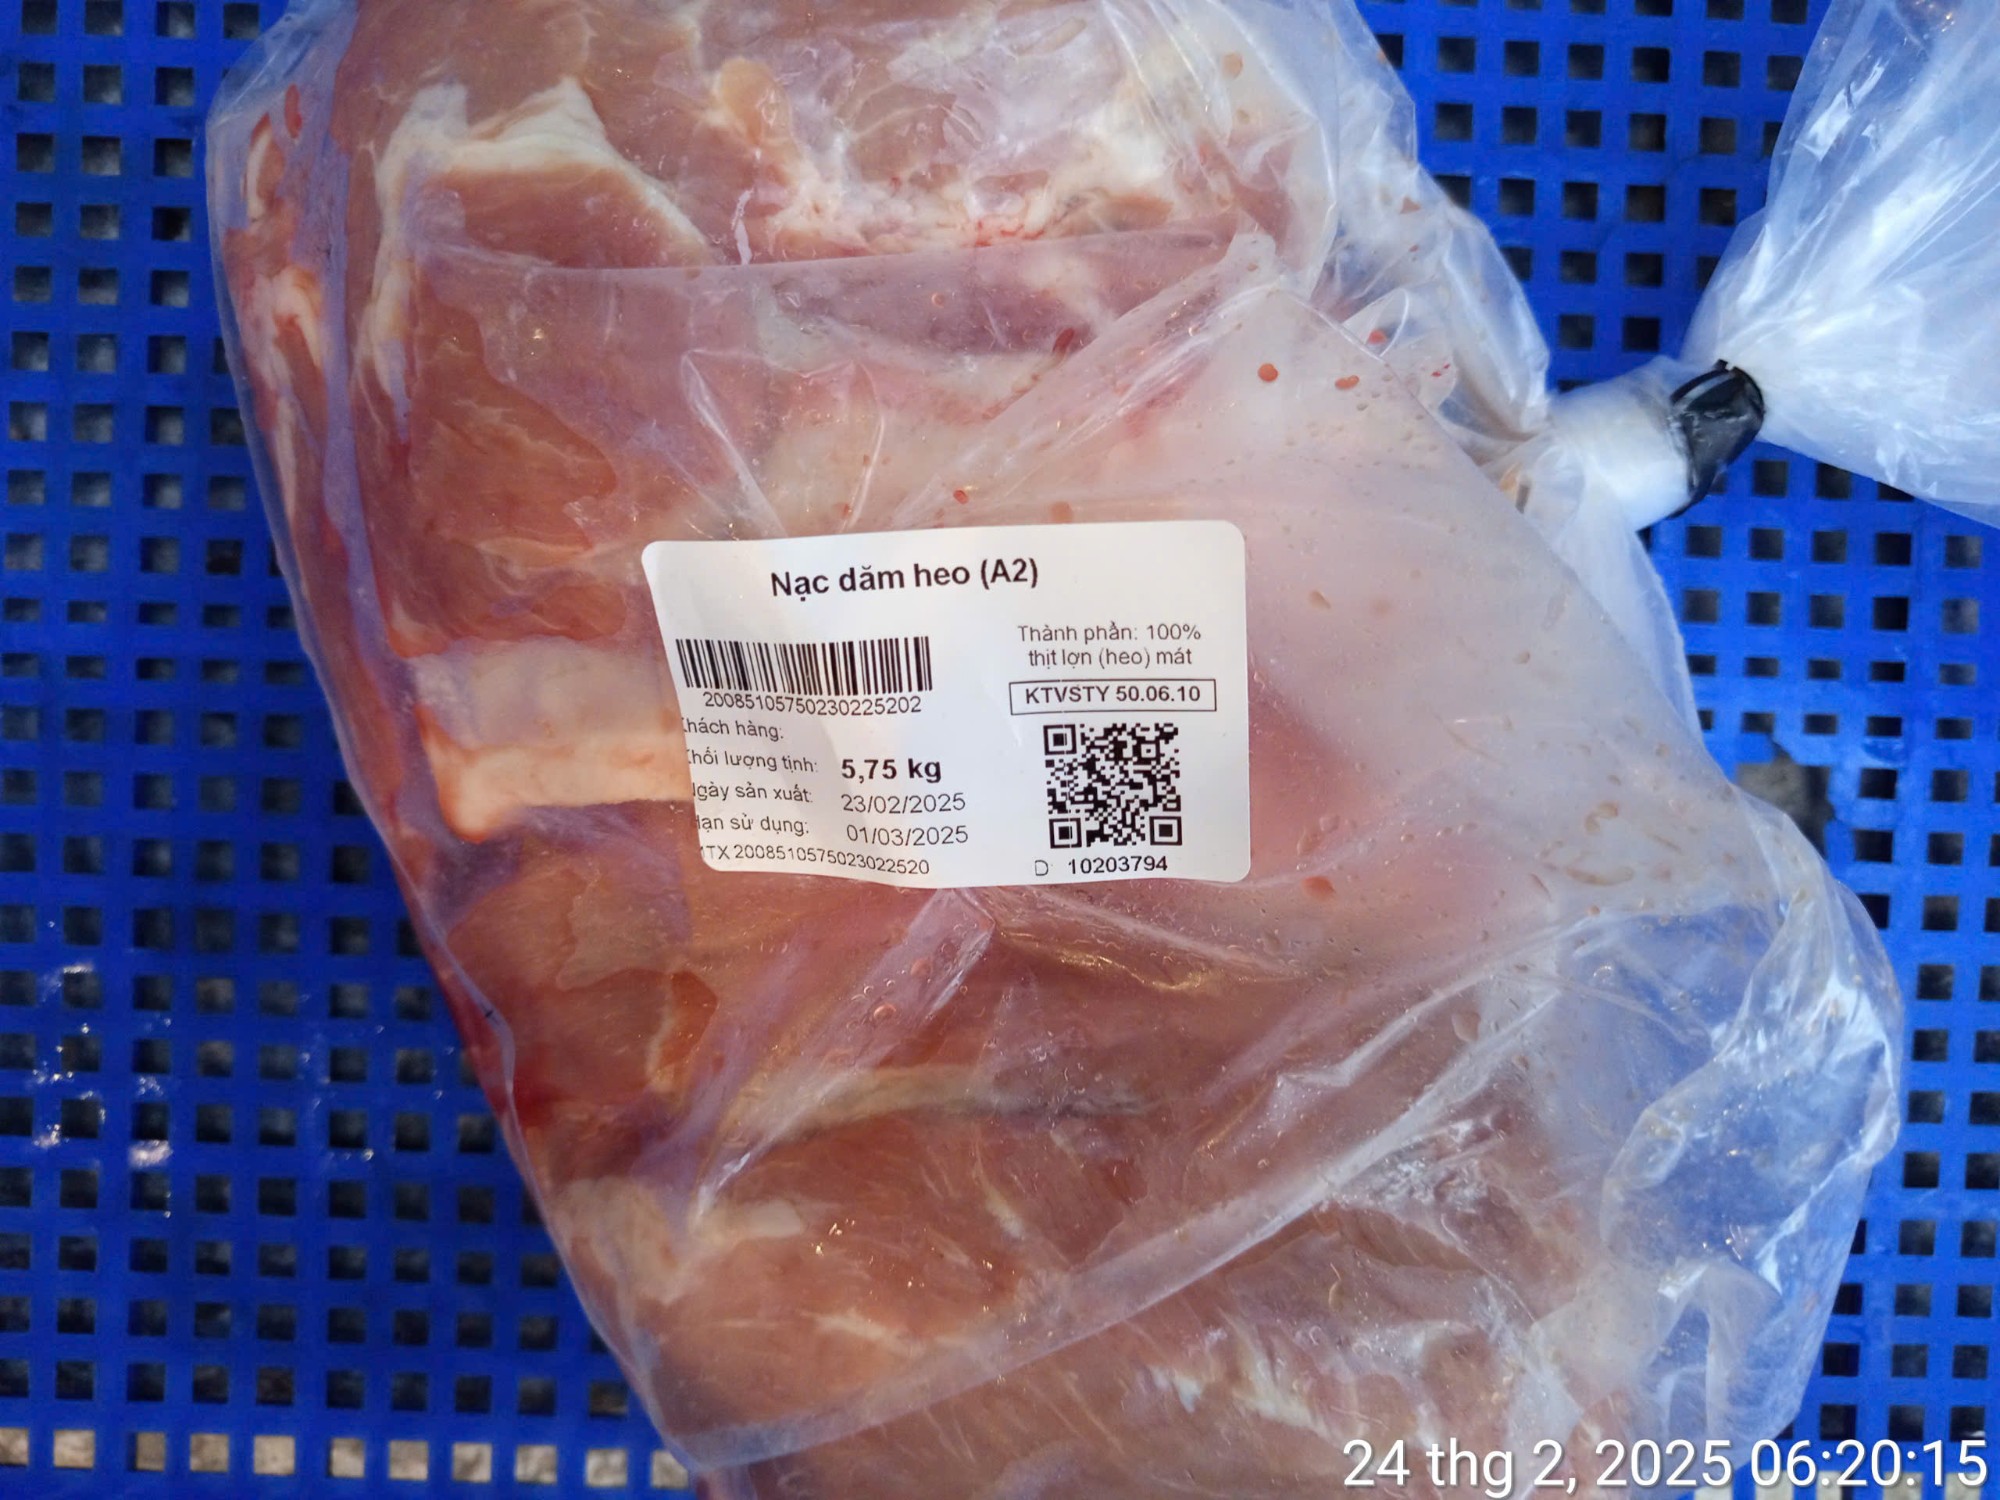 Nạc dăm heo (A2)
20085105750230225202
Thành phần: 100%
thịt lợn (heo) mát
KTVSTY 50.06.10
hách hàng:
hối lượng tịnh: 5,75 kg
gày sản xuất: 23/02/2025
ạn sử dụng: 01/03/2025
TX 2008510575023022520
D 10203794
24 thg 2, 2025 06:20:15